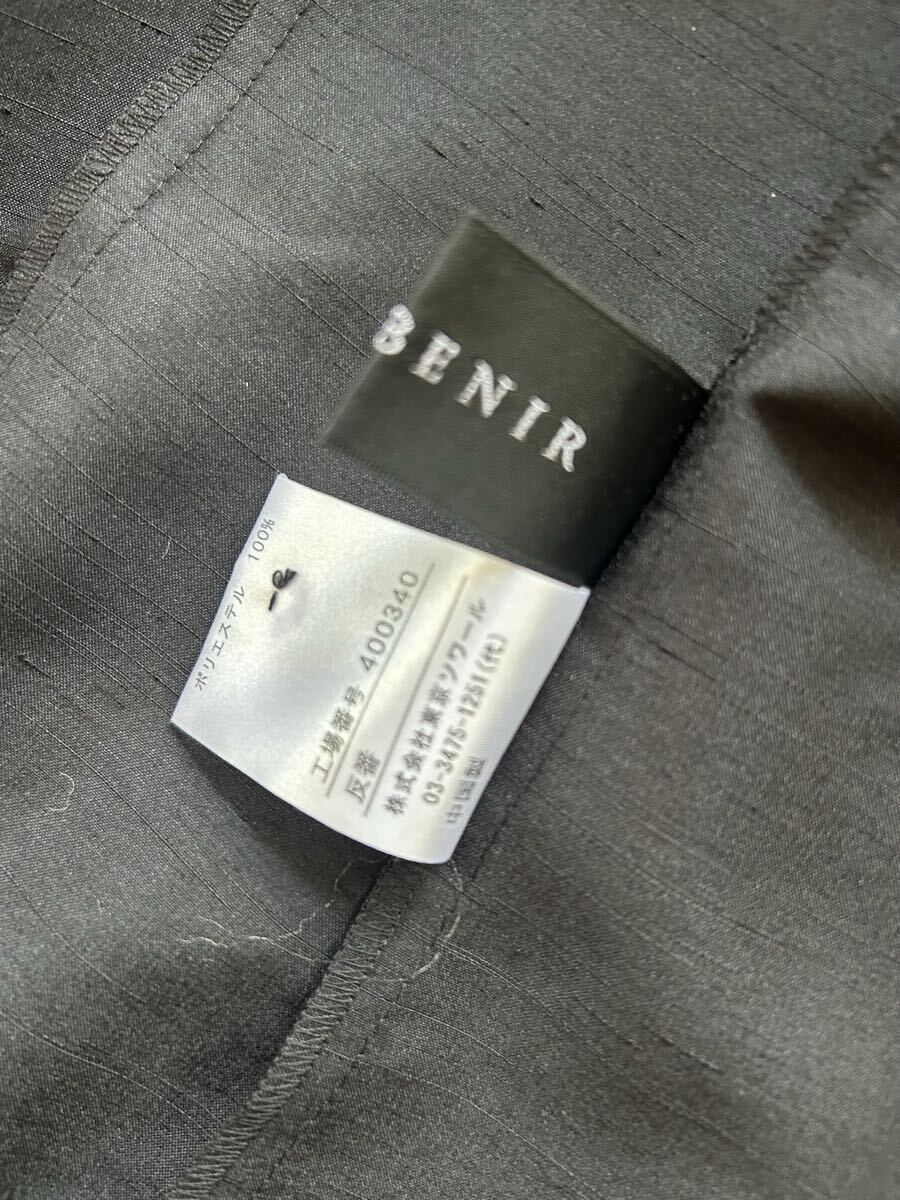 BENIR
ポリエステル 100%
工場番号 400340
反番
株式会社東京ソワール
03-3475-1251(代)
中国製